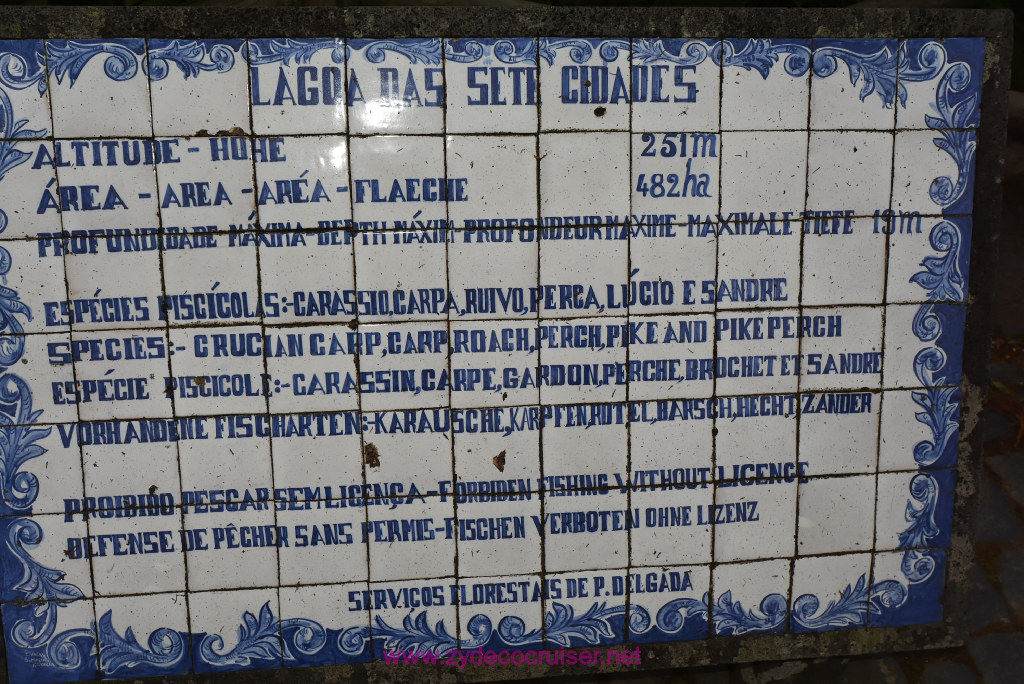 LAGOA DAS SETE CIDADES
ALTITUDE - HÖHE 251m
ÁREA - AREA - ARÉA - FLAECHE 482ha
PROFUNDIDADE MÁXIMA-DEPTH MÁXIM-PROFONDEUR MAXIME-MAXIMALE TIEFE 13m
ESPÉCIES PISCÍCOLAS:-CARASSIO,CARPA,RUIVO,PERCA,LÚCIO E SANDRE
SPECIES:- CRUCIAN CARP,CARP,ROACH,PERCH,PIKE AND PIKEPERCH
ESPÉCIE PISCICOLE:-CARASSIN,CARPE,GARDON,PERCHE,BROCHET ET SANDRE
VORHANDENE FISCHARTEN:-KARAUSCHE,KARPFEN,ROTEL,BARSCH,HECHT,ZANDER
PROIBIDO PESCAR SEM LICENÇA-FORBIDEN FISHING WITHOUT LICENCE
DEFENSE DE PÊCHER SANS PERMIS-FISCHEN VERBOTEN OHNE LIZENZ
SERVIÇOS FLORESTAIS DE P. DELGADA
www.zydecocruiser.net